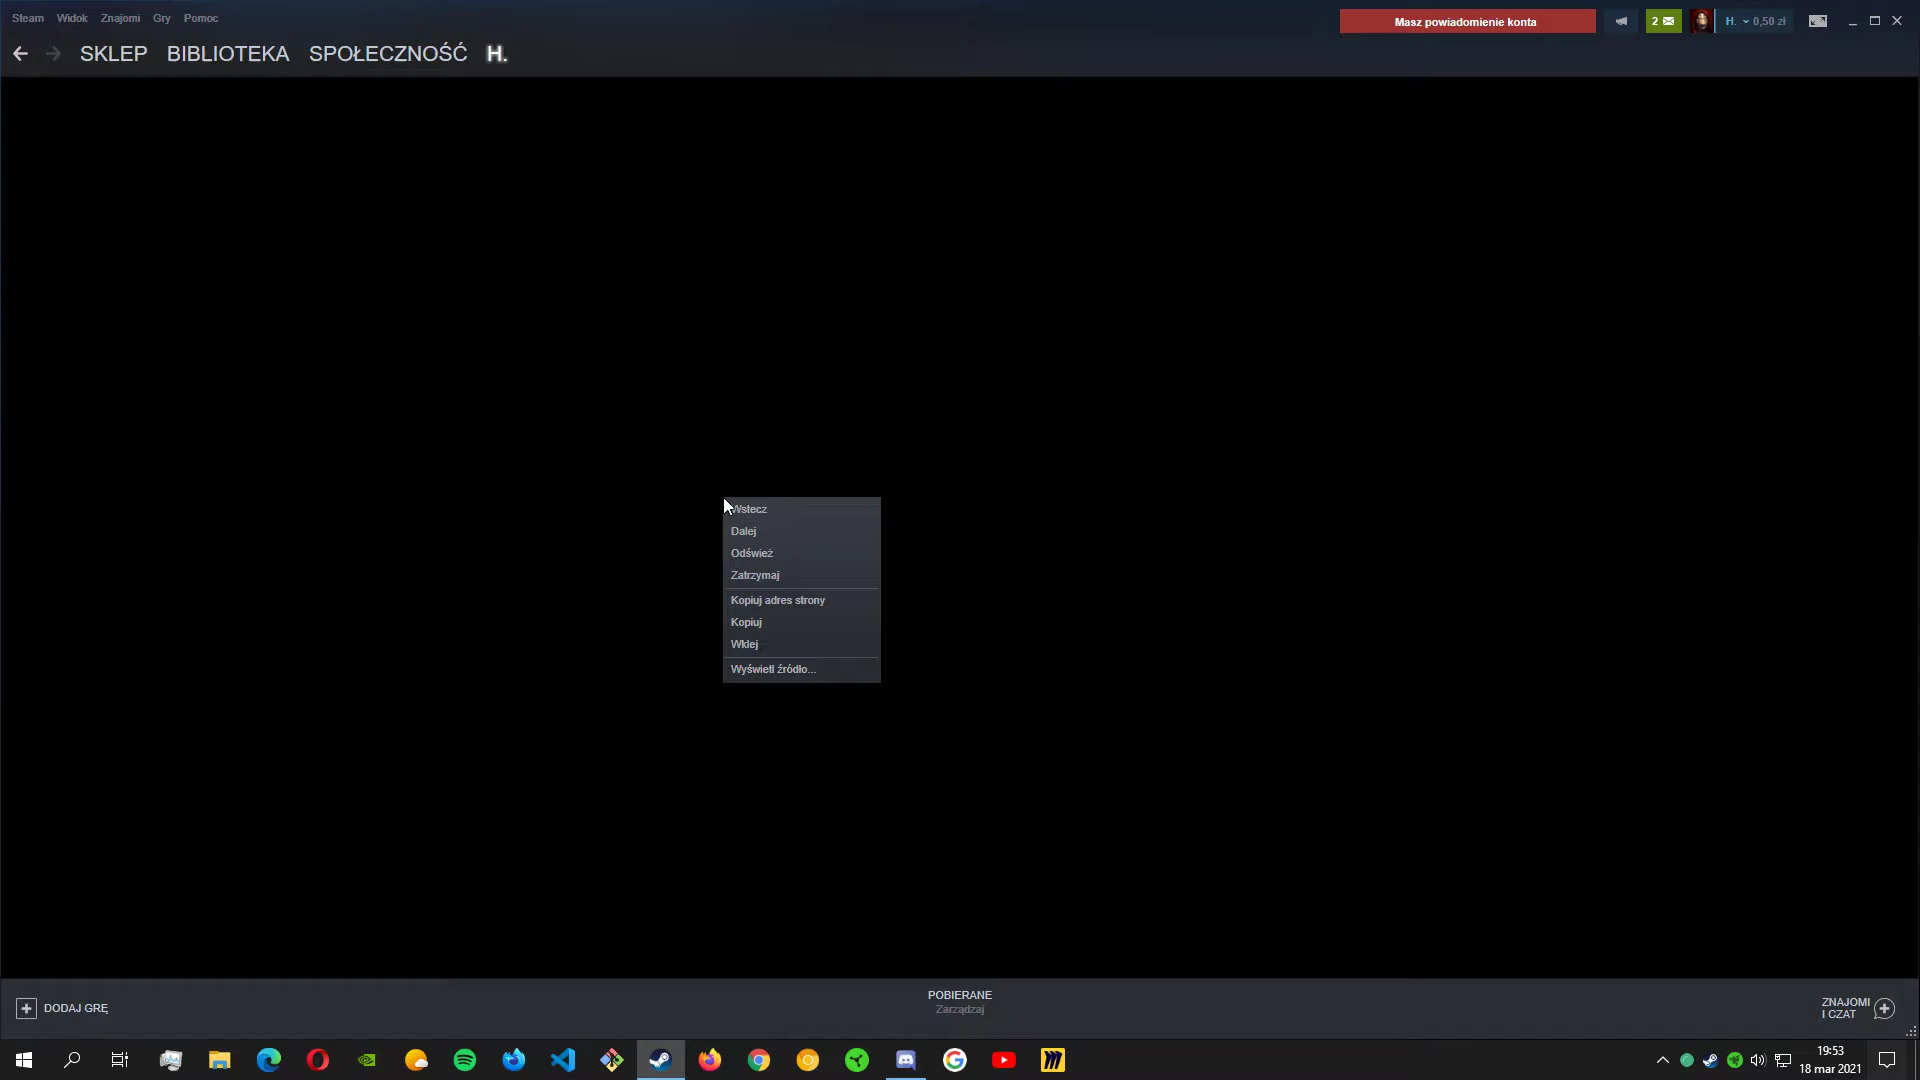 Steam Widok Znajomi Gry Pomoc
Masz powiadomienie konta
2
H. 0,50 zł
SKLEP BIBLIOTEKA SPOŁECZNOŚĆ H.
Wstecz
Dalej
Odśwież
Zatrzymaj
Kopiuj adres strony
Kopiuj
Wklej
Wyświetl źródło...
DODAJ GRĘ
POBIERANE
Zarządzaj
ZNAJOMI
I CZAT
19:53
18 mar 2021